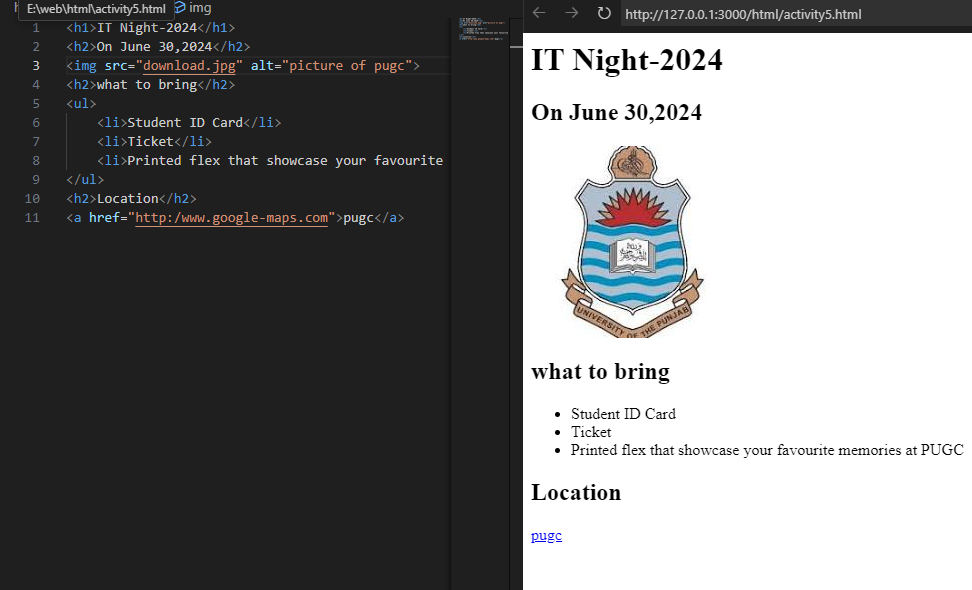 E:\web\html\activity5.html img
1 <h1>IT Night-2024</h1>
2 <h2>On June 30,2024</h2>
3 <img src="download.jpg" alt="picture of pugc">
4 <h2>what to bring</h2>
5 <ul>
6 <li>Student ID Card</li>
7 <li>Ticket</li>
8 <li>Printed flex that showcase your favourite
9 </ul>
10 <h2>Location</h2>
11 <a href="http:/www.google-maps.com">pugc</a>
http://127.0.0.1:3000/html/activity5.html
IT Night-2024
On June 30,2024
UNIVERSITY OF THE PUNJAB
what to bring
• Student ID Card
• Ticket
• Printed flex that showcase your favourite memories at PUGC
Location
pugc